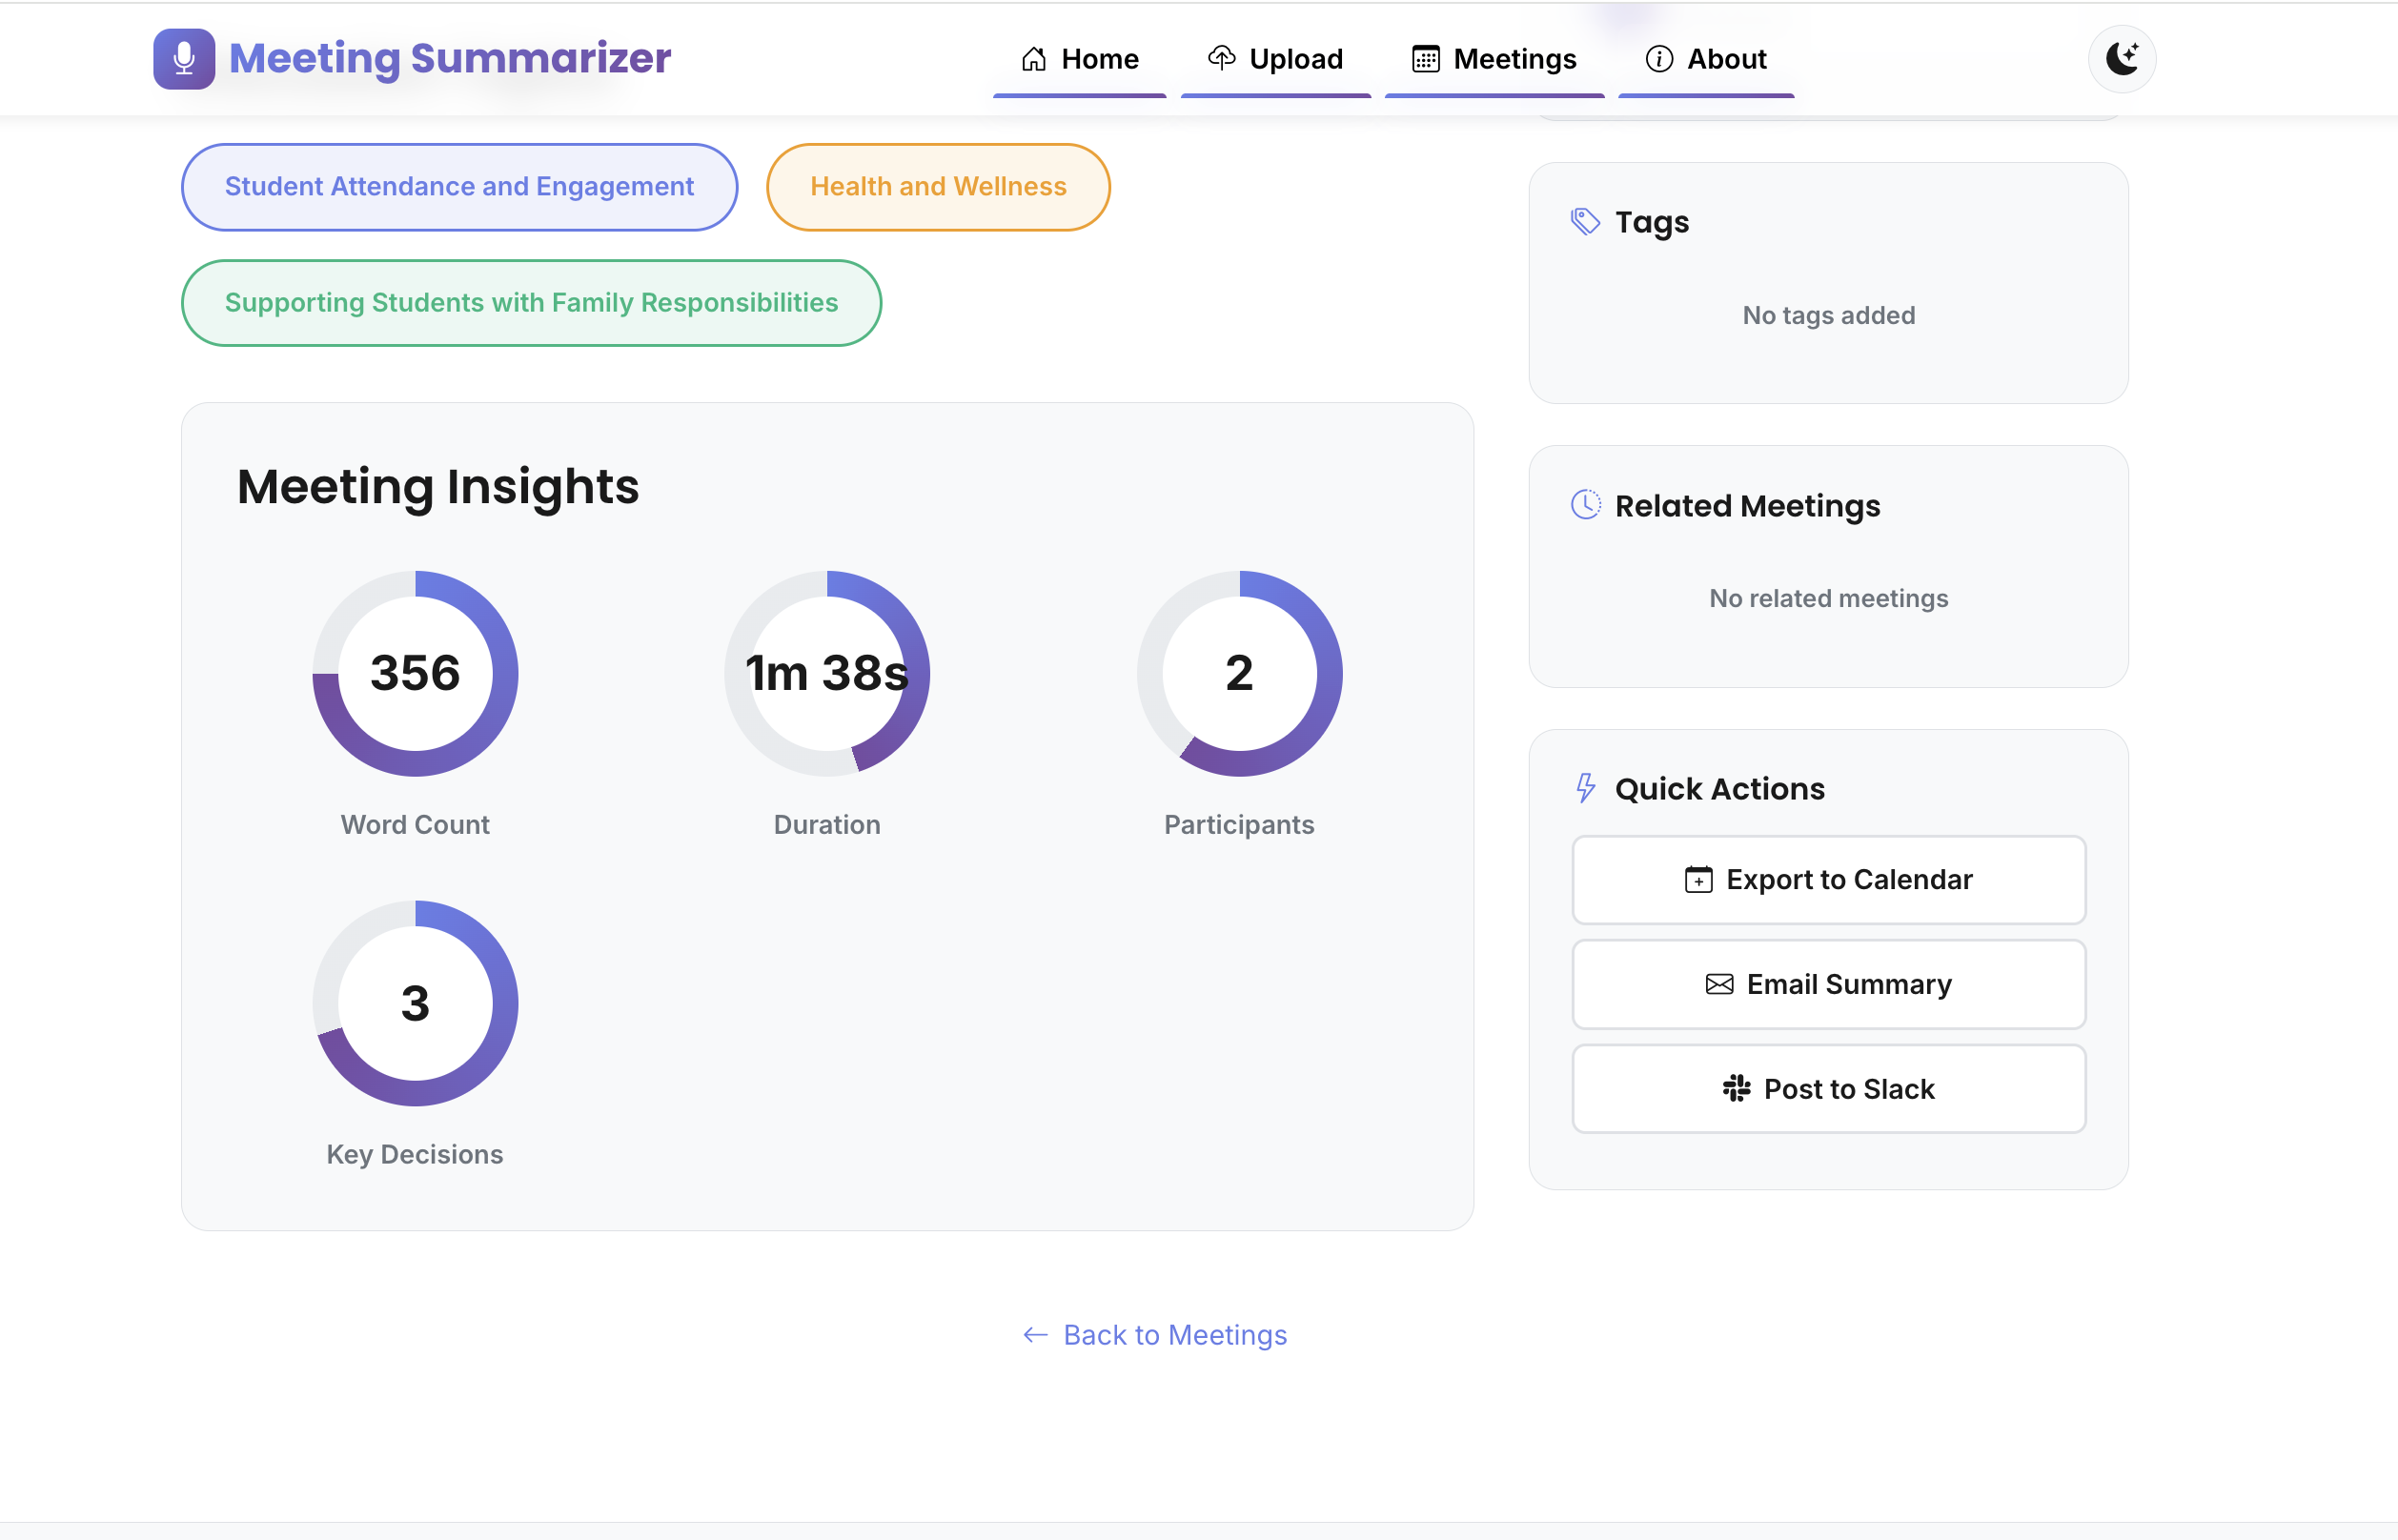 Meeting Summarizer
Home
Upload
Meetings
About
Student Attendance and Engagement
Health and Wellness
Supporting Students with Family Responsibilities
Meeting Insights
356
Word Count
1m 38s
Duration
2
Participants
3
Key Decisions
Tags
No tags added
Related Meetings
No related meetings
Quick Actions
Export to Calendar
Email Summary
Post to Slack
Back to Meetings